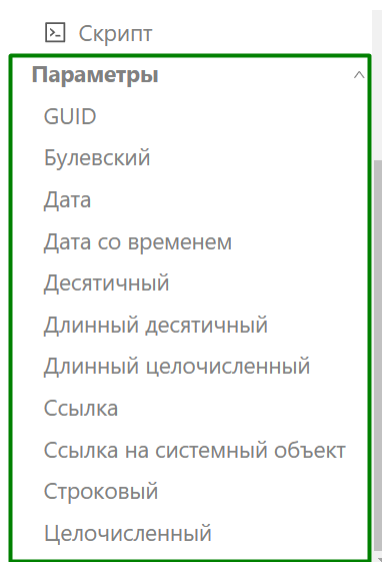 Скрипт
Параметры
GUID
Булевский
Дата
Дата со временем
Десятичный
Длинный десятичный
Длинный целочисленный
Ссылка
Ссылка на системный объект
Строковый
Целочисленный